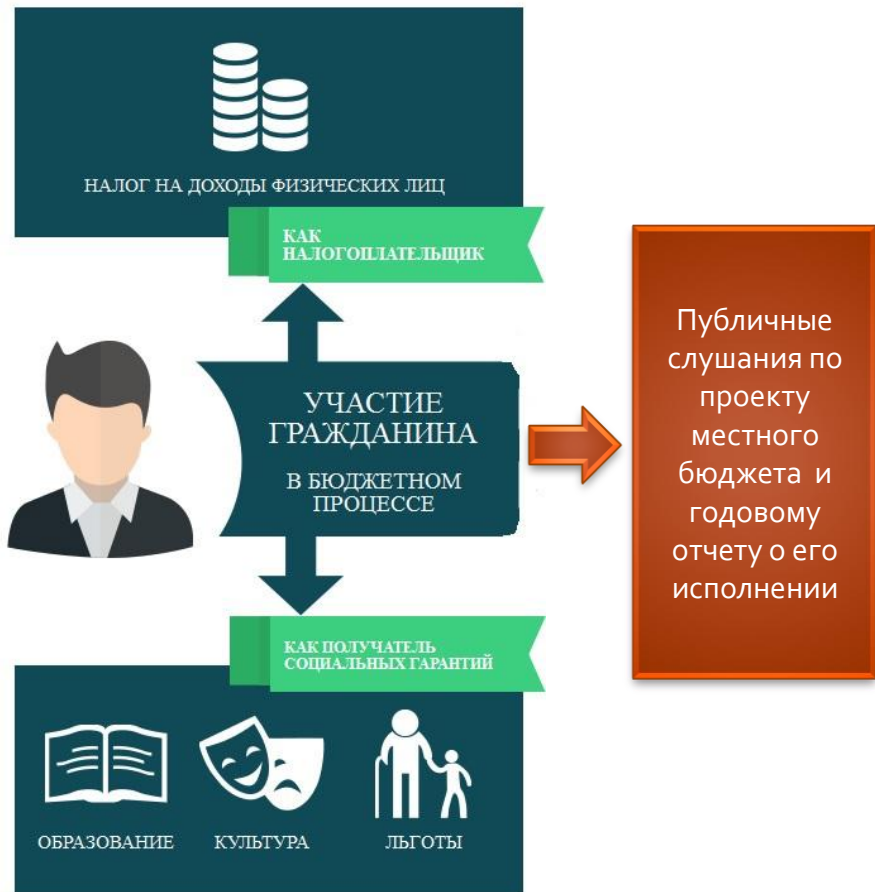 НАЛОГ НА ДОХОДЫ ФИЗИЧЕСКИХ ЛИЦ
КАК
НАЛОГОПЛАТЕЛЬЩИК
УЧАСТИЕ
ГРАЖДАНИНА
В БЮДЖЕТНОМ
ПРОЦЕССЕ
Публичные
слушания по
проекту
местного
бюджета и
годовому
отчету о его
исполнении
КАК ПОЛУЧАТЕЛЬ
СОЦИАЛЬНЫХ ГАРАНТИЙ
ОБРАЗОВАНИЕ КУЛЬТУРА ЛЬГОТЫ